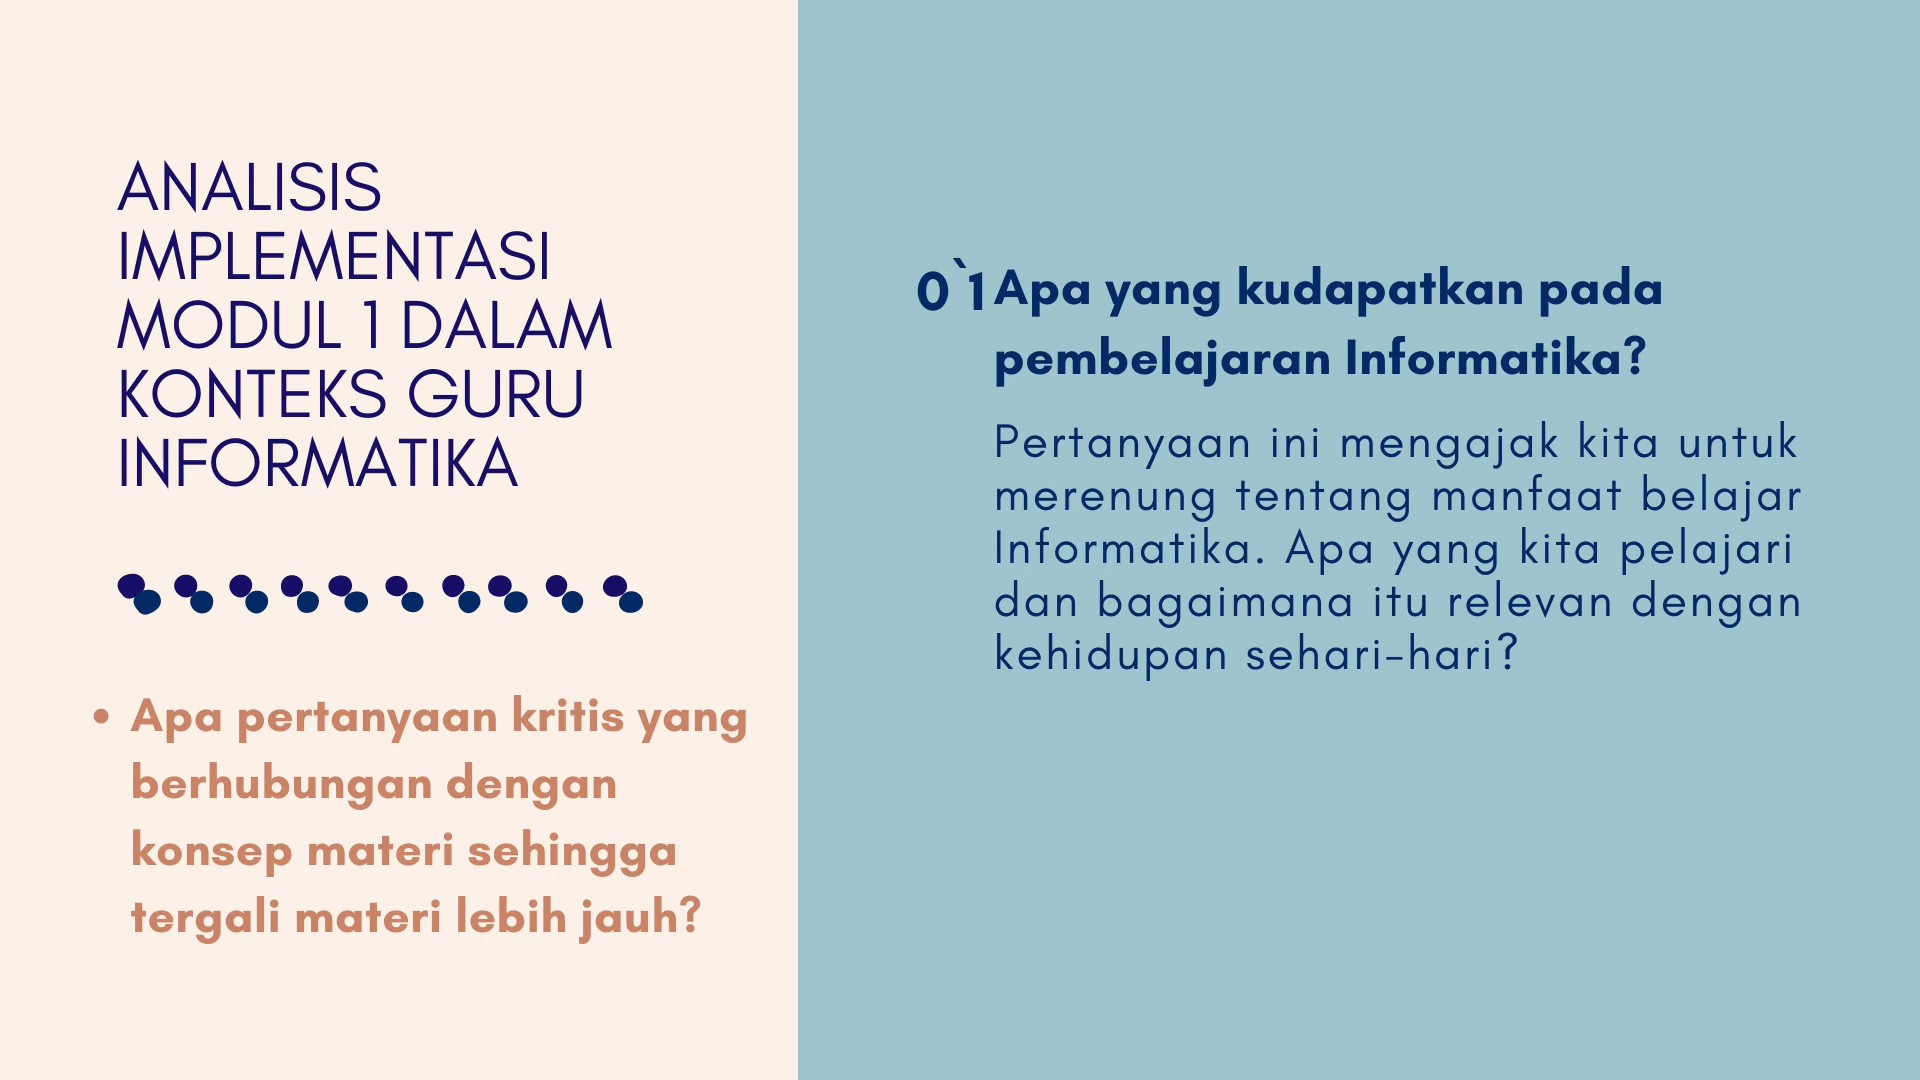 ANALISIS
IMPLEMENTASI
MODUL 1 DALAM
KONTEKS GURU
INFORMATIKA
• Apa pertanyaan kritis yang
berhubungan dengan
konsep materi sehingga
tergali materi lebih jauh?
0`1 Apa yang kudapatkan pada
pembelajaran Informatika?
Pertanyaan ini mengajak kita untuk
merenung tentang manfaat belajar
Informatika. Apa yang kita pelajari
dan bagaimana itu relevan dengan
kehidupan sehari-hari?